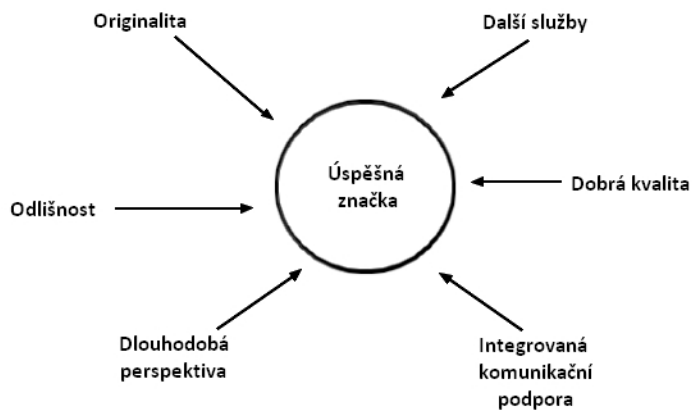 Originalita
Další služby
Úspěšná
značka
Dobrá kvalita
Odlišnost
Dlouhodobá
perspektiva
Integrovaná
komunikační
podpora